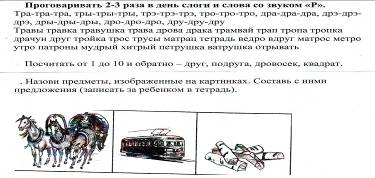 Проговаривать 2-3 раза в день слоги и слова со звуком «Р».
Тра-тра-тра, тры-тры-тры, трэ-трэ-трэ, тро-тро-тро, дра-дра-дра, дрэ-дрэ-
дрэ, дры-дры-дры, дро-дро-дро, дру-дру-дру
Травы травка травушка трава дрова драка трамвай трап тропа тропка
драчун друг тройка трос трусы матрац тетрадь ведро вдруг матрос метро
утро патроны мудрый хитрый петрушка ватрушка отрывать
Посчитать от 1 до 10 и обратно – друг, подруга, дровосек, квадрат.
. Назови предметы, изображенные на картинках. Составь с ними
предложения (записать за ребенком в тетрадь).